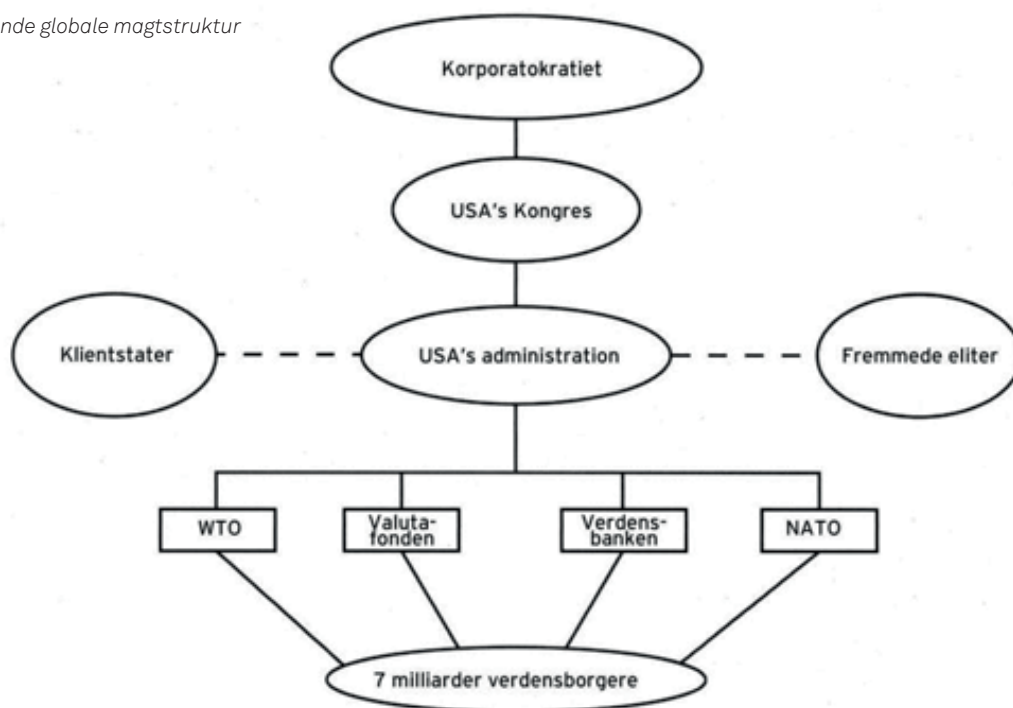 nde globale magtstruktur
Korporatokratiet
USA's Kongres
Klientstater
USA's administration
Fremmede eliter
WTO
Valuta-
fonden
Verdens-
banken
NATO
7 milliarder verdensborgere